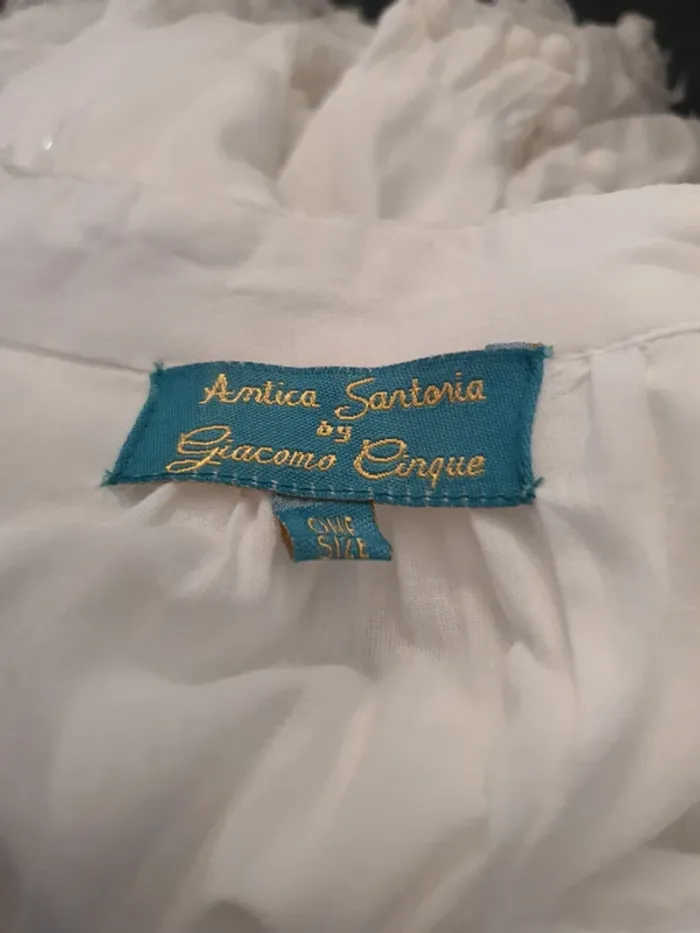 Antica Sartoria
by
Giacomo Cinque
ONE
SIZE